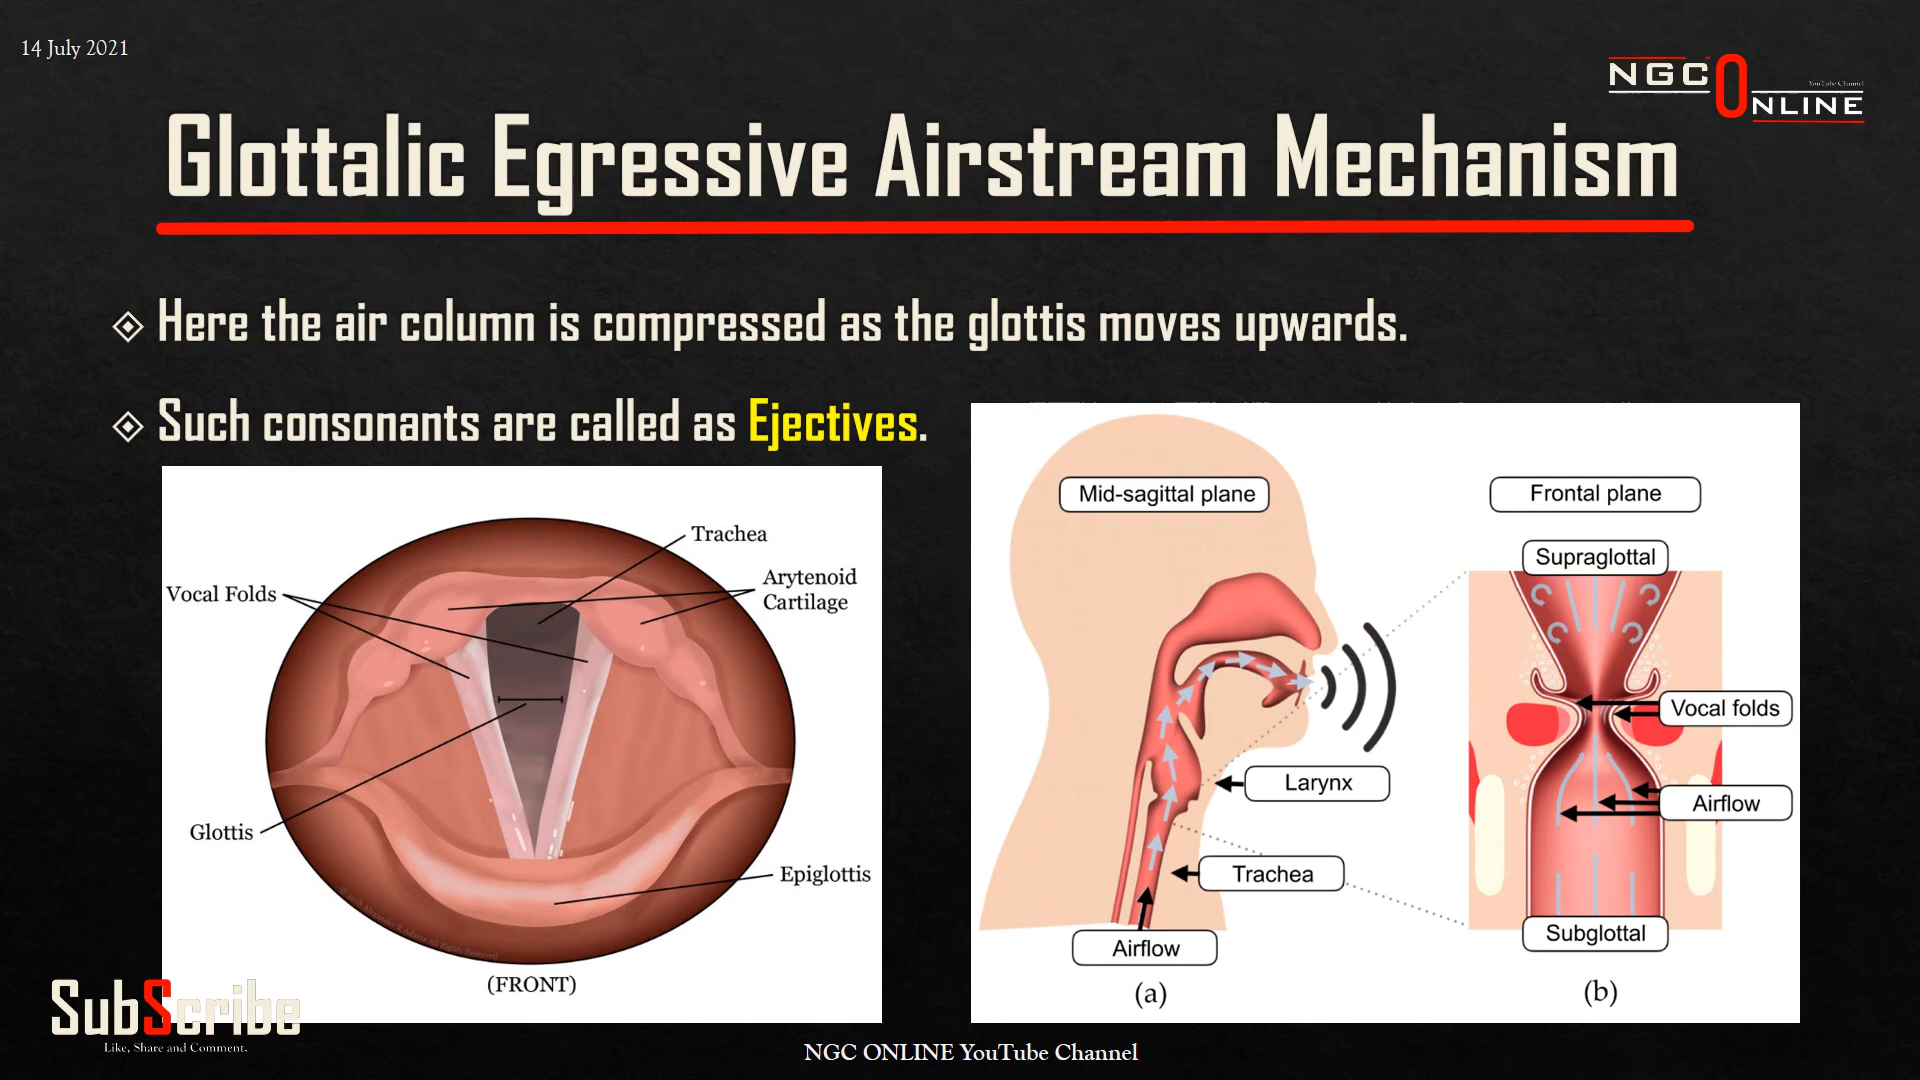 14 July 2021
NGC ONLINE
YouTube Channel
Glottalic Egressive Airstream Mechanism
Here the air column is compressed as the glottis moves upwards.
Such consonants are called as Ejectives.
Trachea
Vocal Folds
Arytenoid
Cartilage
Glottis
Epiglottis
(FRONT)
Mid-sagittal plane
Frontal plane
Supraglottal
Vocal folds
Larynx
Airflow
Trachea
Subglottal
Airflow
(a)
(b)
SubScribe
Like, Share and Comment.
NGC ONLINE YouTube Channel